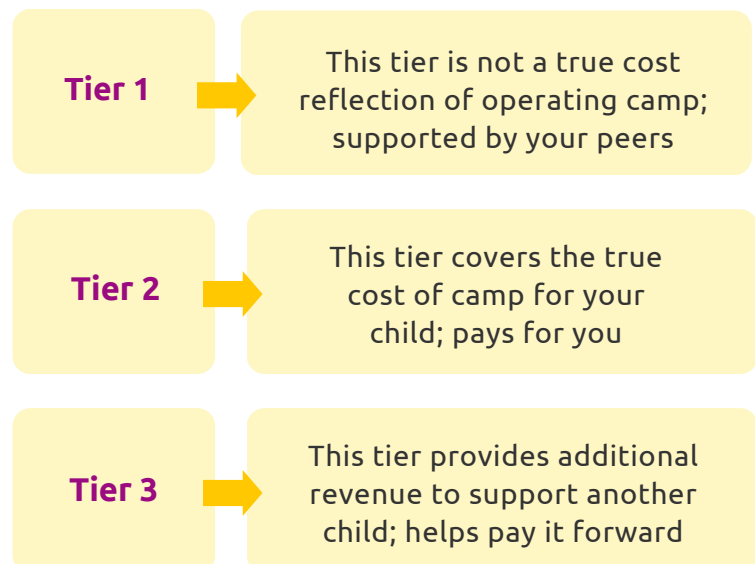 Tier 1
This tier is not a true cost
reflection of operating camp;
supported by your peers
Tier 2
This tier covers the true
cost of camp for your
child; pays for you
Tier 3
This tier provides additional
revenue to support another
child; helps pay it forward